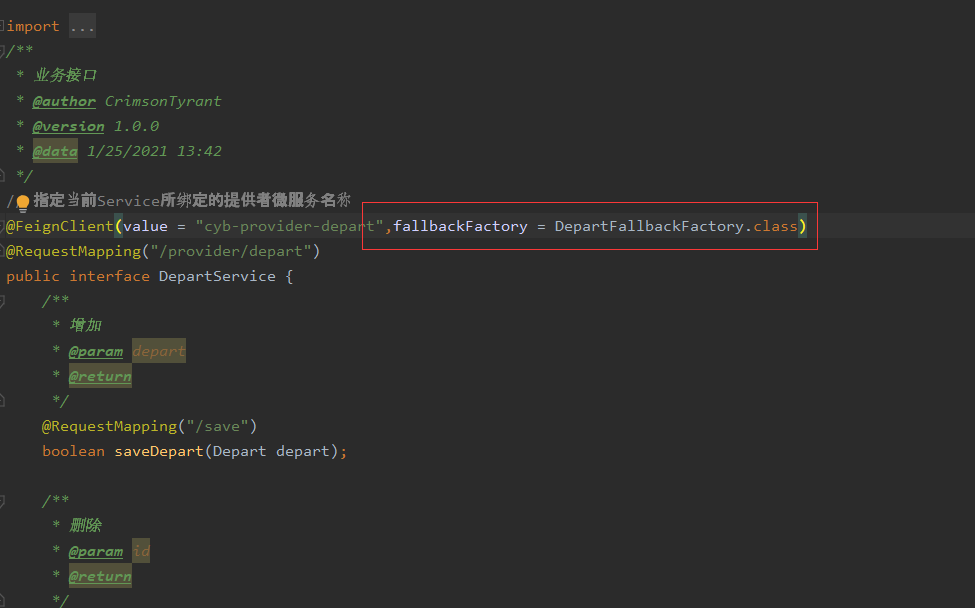 import ...
/**
* 业务接口
* @author CrimsonTyrant
* @version 1.0.0
* @data 1/25/2021 13:42
*/
/ 指定当前Service所绑定的提供者微服务名称
@FeignClient(value = "cyb-provider-depart",fallbackFactory = DepartFallbackFactory.class)
@RequestMapping("/provider/depart")
public interface DepartService {
/**
* 增加
* @param depart
* @return
*/
@RequestMapping("/save")
boolean saveDepart(Depart depart);
/**
* 删除
* @param id
* @return
*/